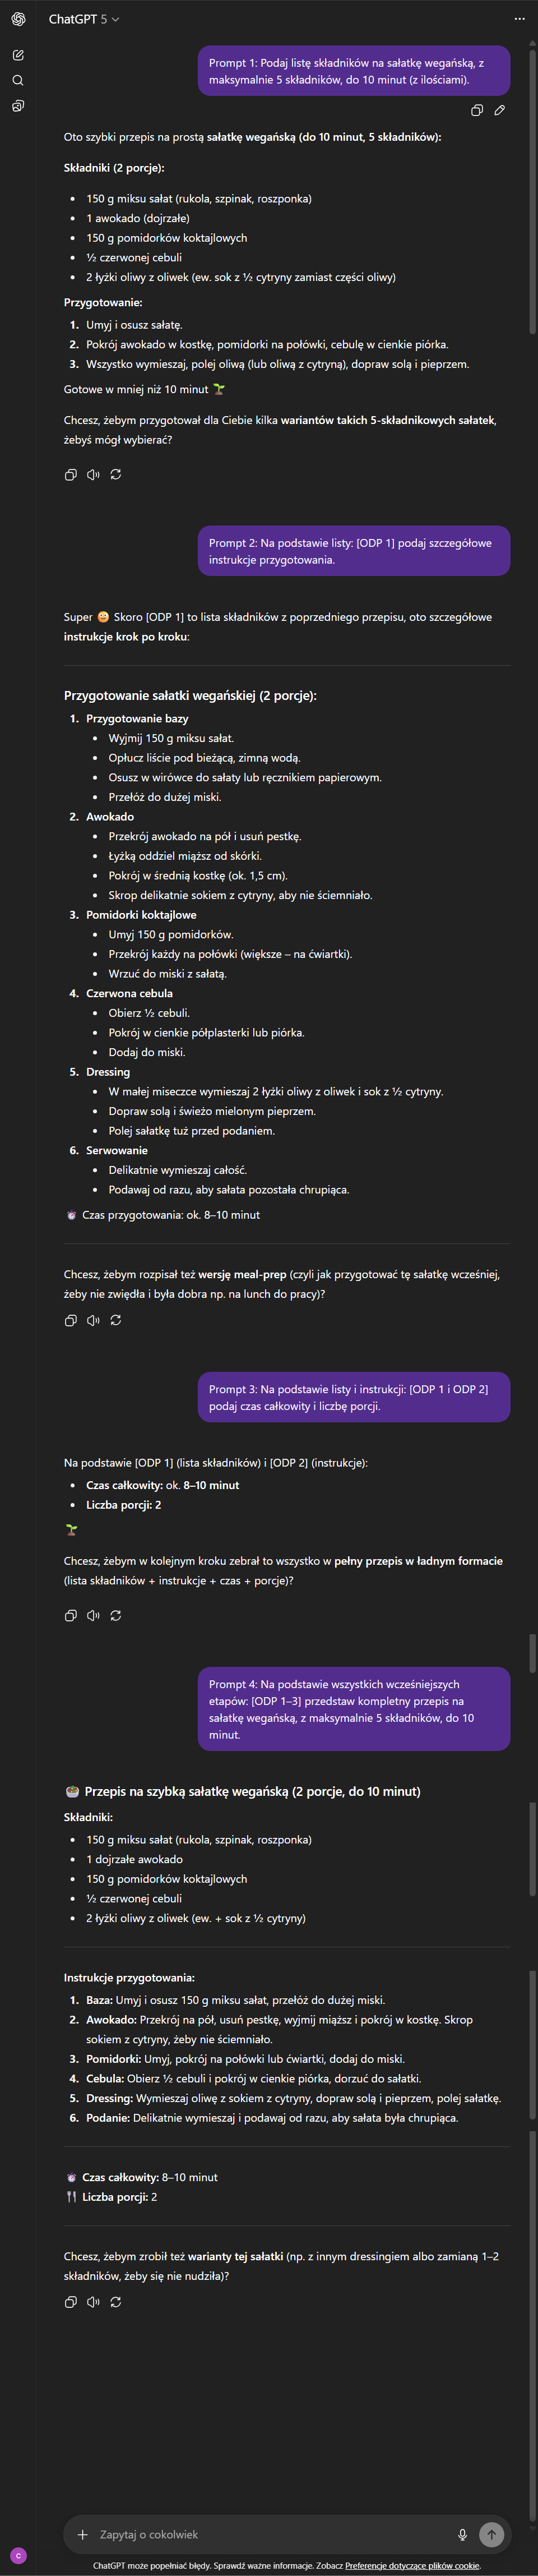 ChatGPT 5
Prompt 1: Podaj listę składników na sałatkę wegańską, z
maksymalnie 5 składników, do 10 minut (z ilościami).
Oto szybki przepis na prostą sałatkę wegańską (do 10 minut, 5 składników):
Składniki (2 porcje):
• 150 g miksu sałat (rukola, szpinak, roszponka)
• 1 awokado (dojrzałe)
• 150 g pomidorków koktajlowych
• ½ czerwonej cebuli
• 2 łyżki oliwy z oliwek (ew. sok z ½ cytryny zamiast części oliwy)
Przygotowanie:
1. Umyj i osusz sałatę.
2. Pokrój awokado w kostkę, pomidorki na połówki, cebulę w cienkie piórka.
3. Wszystko wymieszaj, polej oliwą (lub oliwą z cytryną), dopraw solą i pieprzem.
Gotowe w mniej niż 10 minut 🌱
Chcesz, żebym przygotował dla Ciebie kilka wariantów takich 5-składnikowych sałatek,
żebyś mógł wybierać?
Prompt 2: Na podstawie listy: [ODP 1] podaj szczegółowe
instrukcje przygotowania.
Super 😋 Skoro [ODP 1] to lista składników z poprzedniego przepisu, oto szczegółowe
instrukcje krok po kroku:
Przygotowanie sałatki wegańskiej (2 porcje):
1. Przygotowanie bazy
• Wyjmij 150 g miksu sałat.
• Opłucz liście pod bieżącą, zimną wodą.
• Osusz w wirówce do sałaty lub ręcznikiem papierowym.
• Przełóż do dużej miski.
2. Awokado
• Przekrój awokado na pół i usuń pestkę.
• Łyżką oddziel miąższ od skórki.
• Pokrój w średnią kostkę (ok. 1,5 cm).
• Skrop delikatnie sokiem z cytryny, aby nie ściemniało.
3. Pomidorki koktajlowe
• Umyj 150 g pomidorków.
• Przekrój każdy na połówki (większe – na ćwiartki).
• Wrzuć do miski z sałatą.
4. Czerwona cebula
• Obierz ½ cebuli.
• Pokrój w cienkie półplasterki lub piórka.
• Dodaj do miski.
5. Dressing
• W małej miseczce wymieszaj 2 łyżki oliwy z oliwek i sok z ½ cytryny.
• Dopraw solą i świeżo mielonym pieprzem.
• Polej sałatkę tuż przed podaniem.
6. Serwowanie
• Delikatnie wymieszaj całość.
• Podawaj od razu, aby sałata pozostała chrupiąca.
⏱️ Czas przygotowania: ok. 8–10 minut
Chcesz, żebym rozpisał też wersję meal-prep (czyli jak przygotować tę sałatkę wcześniej,
żeby nie zwiędła i była dobra np. na lunch do pracy)?
Prompt 3: Na podstawie listy i instrukcji: [ODP 1 i ODP 2]
podaj czas całkowity i liczbę porcji.
Na podstawie [ODP 1] (lista składników) i [ODP 2] (instrukcje):
• Czas całkowity: ok. 8–10 minut
• Liczba porcji: 2
🌱
Chcesz, żebym w kolejnym kroku zebrał to wszystko w pełny przepis w ładnym formacie
(lista składników + instrukcje + czas + porcje)?
Prompt 4: Na podstawie wszystkich wcześniejszych
etapów: [ODP 1–3] przedstaw kompletny przepis na
sałatkę wegańską, z maksymalnie 5 składników, do 10
minut.
🥗 Przepis na szybką sałatkę wegańską (2 porcje, do 10 minut)
Składniki:
• 150 g miksu sałat (rukola, szpinak, roszponka)
• 1 dojrzałe awokado
• 150 g pomidorków koktajlowych
• ½ czerwonej cebuli
• 2 łyżki oliwy z oliwek (ew. + sok z ½ cytryny)
Instrukcje przygotowania:
1. Baza: Umyj i osusz 150 g miksu sałat, przełóż do dużej miski.
2. Awokado: Przekrój na pół, usuń pestkę, wyjmij miąższ i pokrój w kostkę. Skrop
sokiem z cytryny, żeby nie ściemniało.
3. Pomidorki: Umyj, pokrój na połówki lub ćwiartki, dodaj do miski.
4. Cebula: Obierz ½ cebuli i pokrój w cienkie piórka, dorzuć do sałatki.
5. Dressing: Wymieszaj oliwę z sokiem z cytryny, dopraw solą i pieprzem, polej sałatkę.
6. Podanie: Delikatnie wymieszaj i podawaj od razu, aby sałata była chrupiąca.
⏱️ Czas całkowity: 8–10 minut
🍴 Liczba porcji: 2
Chcesz, żebym zrobił też warianty tej sałatki (np. z innym dressingiem albo zamianą 1–2
składników, żeby się nie nudziła)?
Zapytaj o cokolwiek
C
ChatGPT może popełniać błędy. Sprawdź ważne informacje. Zobacz Preferencje dotyczące plików cookie.